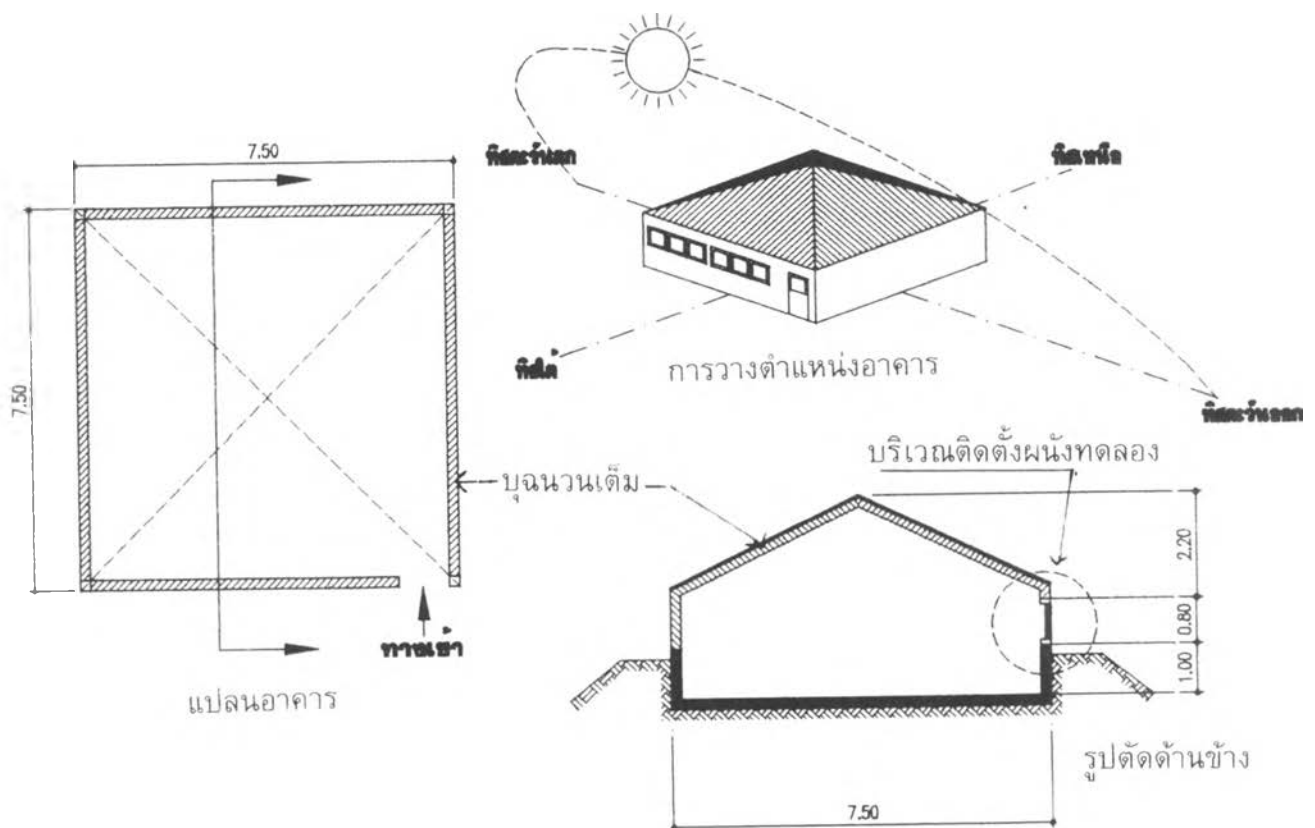 7.50
7.50
ทิศตะวันตก
ทิศเหนือ
ทิศใต้
การวางตำแหน่งอาคาร
ทิศตะวันออก
บุฉนวนเต็ม
บริเวณติดตั้งผนังทดลอง
2.20
0.80
1.00
ทางเข้า
แปลนอาคาร
รูปตัดด้านข้าง
7.50